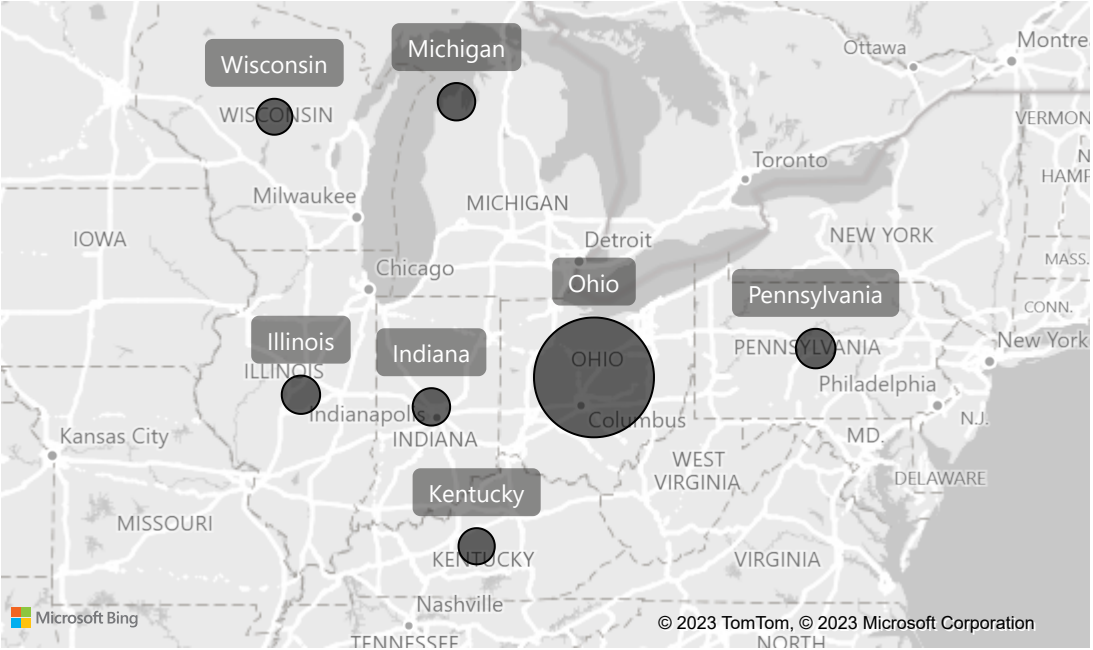 Ottawa
Montre
Michigan
Wisconsin
WISCONSIN
VERMON
Toronto
N
HAMP
Milwaukee
MICHIGAN
IOWA
Detroit
NEW YORK
MASS.
Chicago
Ohio
Pennsylvania
CONN.
Illinois
Indiana
OHIO
PENNSYLVANIA
New York
ILLINOIS
Philadelphia
Indianapolis
Columbus
N.J.
Kansas City
INDIANA
MD.
WEST
VIRGINIA
DELAWARE
Kentucky
MISSOURI
KENTUCKY
VIRGINIA
Nashville
Microsoft Bing
© 2023 TomTom, © 2023 Microsoft Corporation
TENNESSEE
NORTH